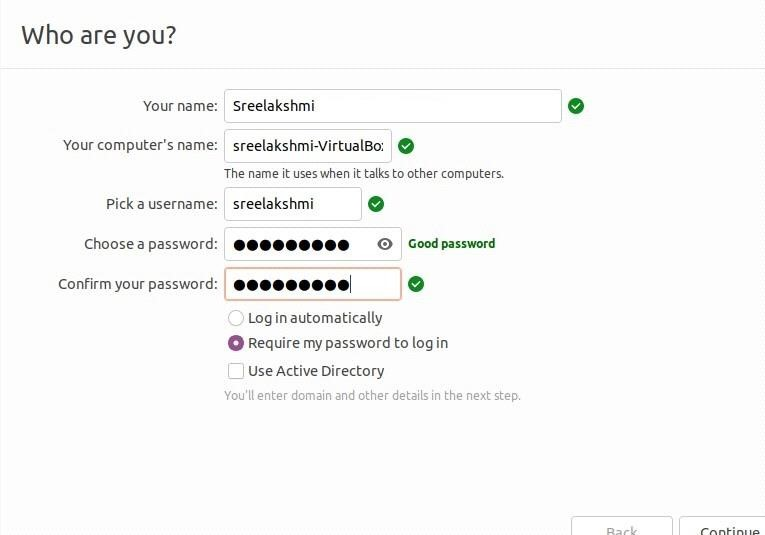 Who are you?
Your name: Sreelakshmi
Your computer's name: sreelakshmi-VirtualBo
The name it uses when it talks to other computers.
Pick a username: sreelakshmi
Choose a password: ●●●●●●●●● Good password
Confirm your password: ●●●●●●●●●
Log in automatically
Require my password to log in
Use Active Directory
You'll enter domain and other details in the next step.
Back Continue